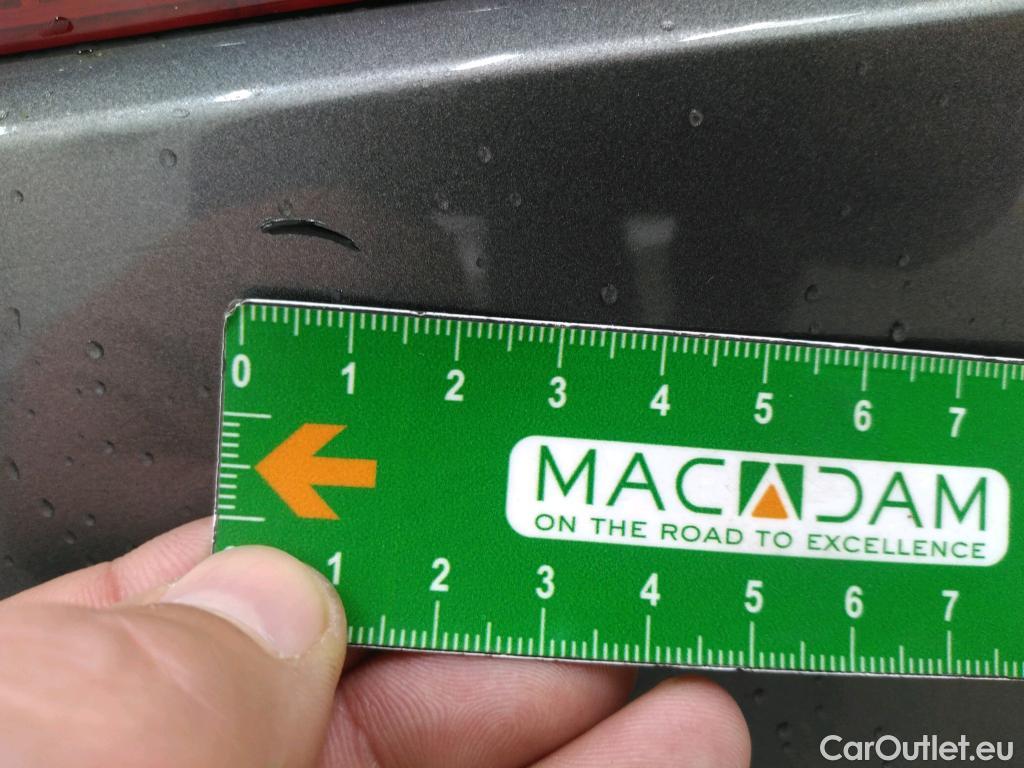 0 1 2 3 4 5 6 7
MACADAM
ON THE ROAD TO EXCELLENCE
1 2 3 4 5 6 7
CarOutlet.eu